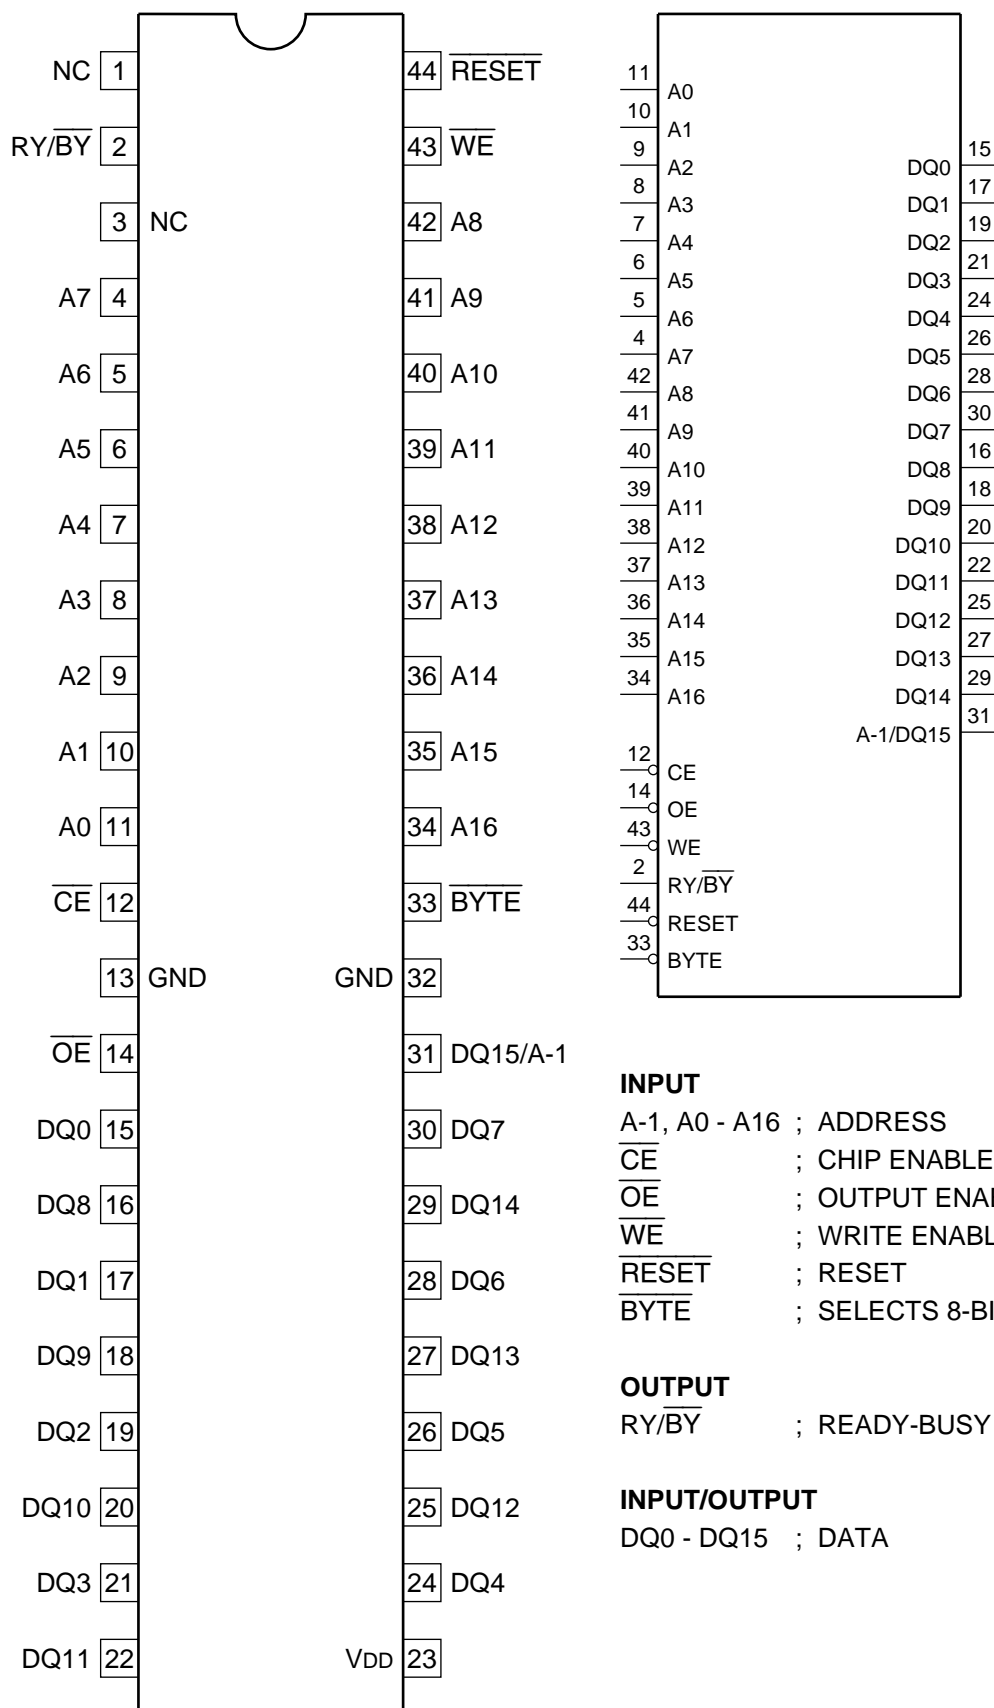 NC 1
44 RESET
RY/BY 2
43 WE
3 NC
42 A8
A7 4
41 A9
A6 5
40 A10
A5 6
39 A11
A4 7
38 A12
A3 8
37 A13
A2 9
36 A14
A1 10
35 A15
A0 11
34 A16
CE 12
33 BYTE
13 GND
GND 32
OE 14
31 DQ15/A-1
DQ0 15
30 DQ7
DQ8 16
29 DQ14
DQ1 17
28 DQ6
DQ9 18
27 DQ13
DQ2 19
26 DQ5
DQ10 20
25 DQ12
DQ3 21
24 DQ4
DQ11 22
VDD 23
11 A0
10 A1
9 A2
8 A3
7 A4
6 A5
5 A6
4 A7
42 A8
41 A9
40 A10
39 A11
38 A12
37 A13
36 A14
35 A15
34 A16
12 CE
14 OE
43 WE
2 RY/BY
44 RESET
33 BYTE
DQ0 15
DQ1 17
DQ2 19
DQ3 21
DQ4 24
DQ5 26
DQ6 28
DQ7 30
DQ8 16
DQ9 18
DQ10 20
DQ11 22
DQ12 25
DQ13 27
DQ14 29
A-1/DQ15 31
INPUT
A-1, A0 - A16 ; ADDRESS
CE ; CHIP ENABLE
OE ; OUTPUT
WE ; WRITE
RESET ; RESET
BYTE ; SELECTS
OUTPUT
RY/BY ; READY-BUSY
INPUT/OUTPUT
DQ0 - DQ15 ; DATA